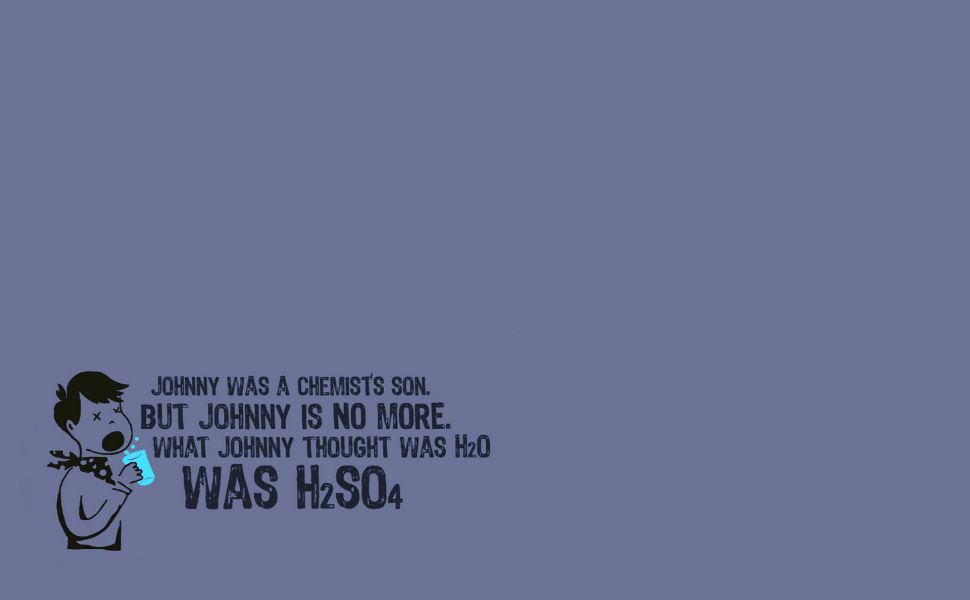 JOHNNY WAS A CHEMIST'S SON.
BUT JOHNNY IS NO MORE.
WHAT JOHNNY THOUGHT WAS H2O
WAS H2SO4